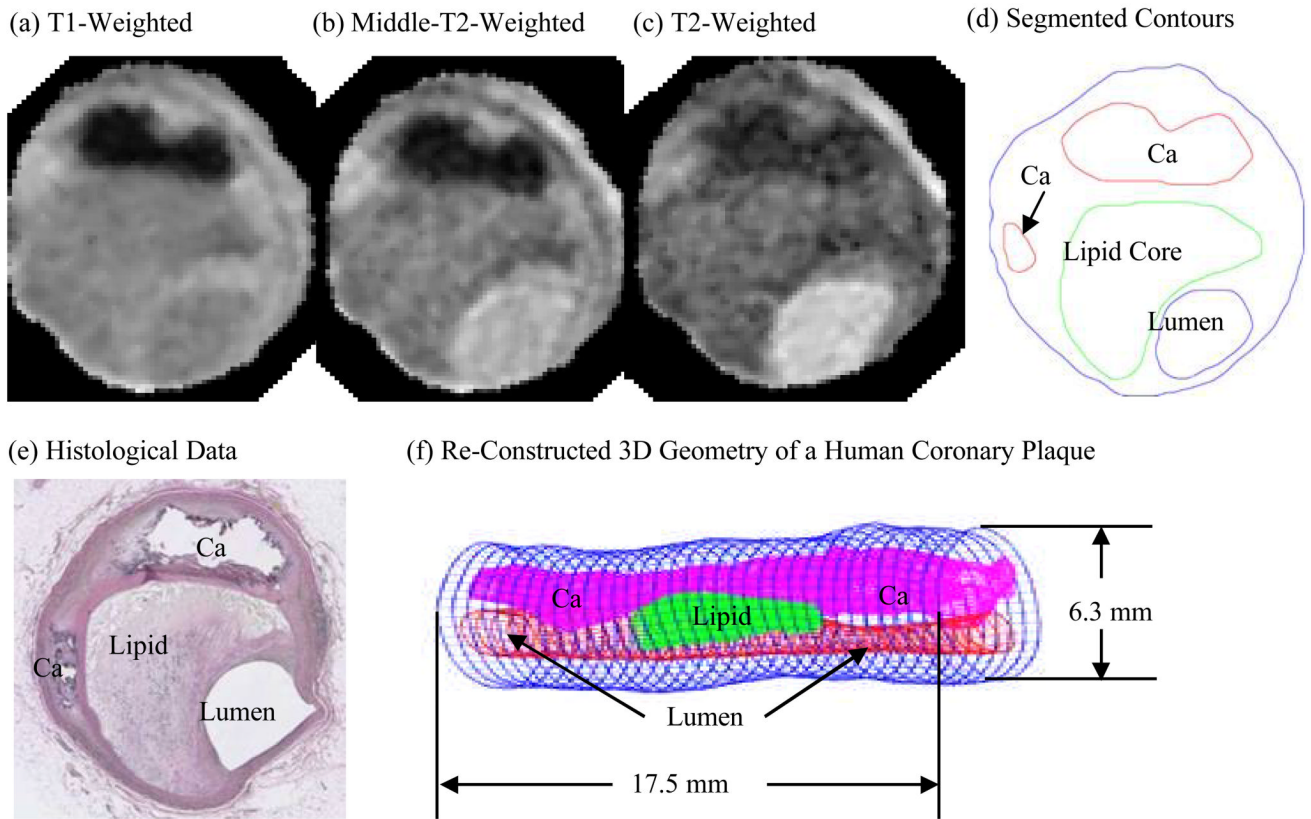 (a) T1-Weighted
(b) Middle-T2-Weighted
(c) T2-Weighted
(d) Segmented Contours
Ca
Ca
Lipid Core
Lumen
(e) Histological Data
(f) Re-Constructed 3D Geometry of a Human Coronary Plaque
Ca
Lipid
Ca
Lumen
Ca
Lipid
Ca
6.3 mm
Lumen
17.5 mm